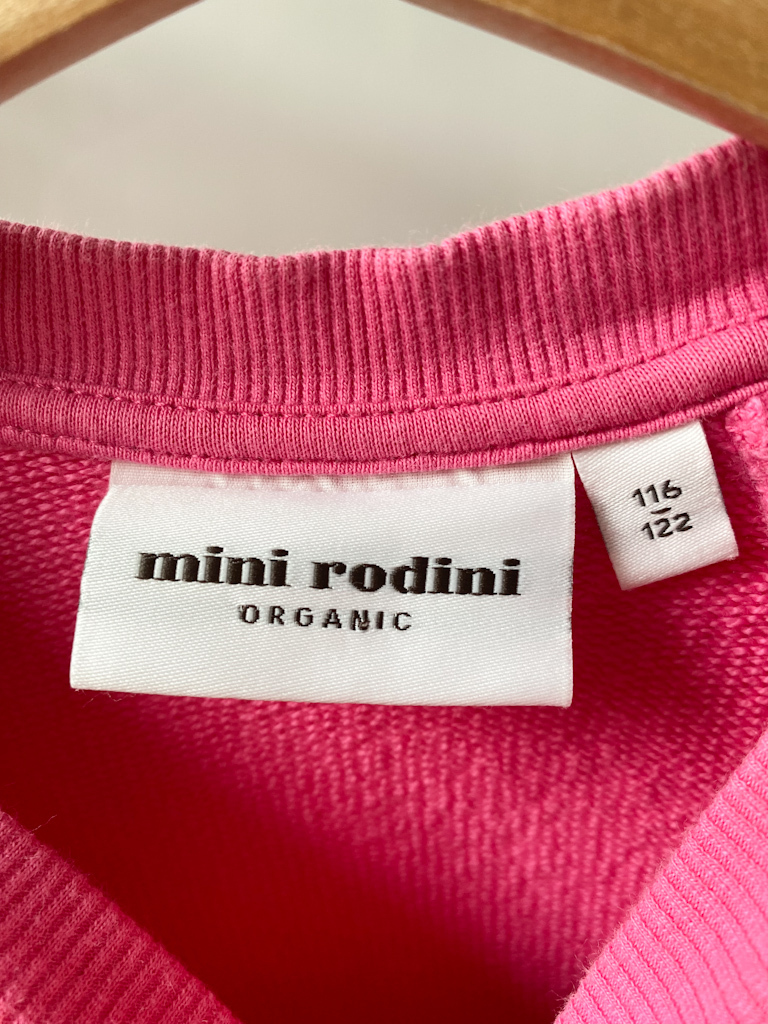 mini rodini
ORGANIC
116
–
122